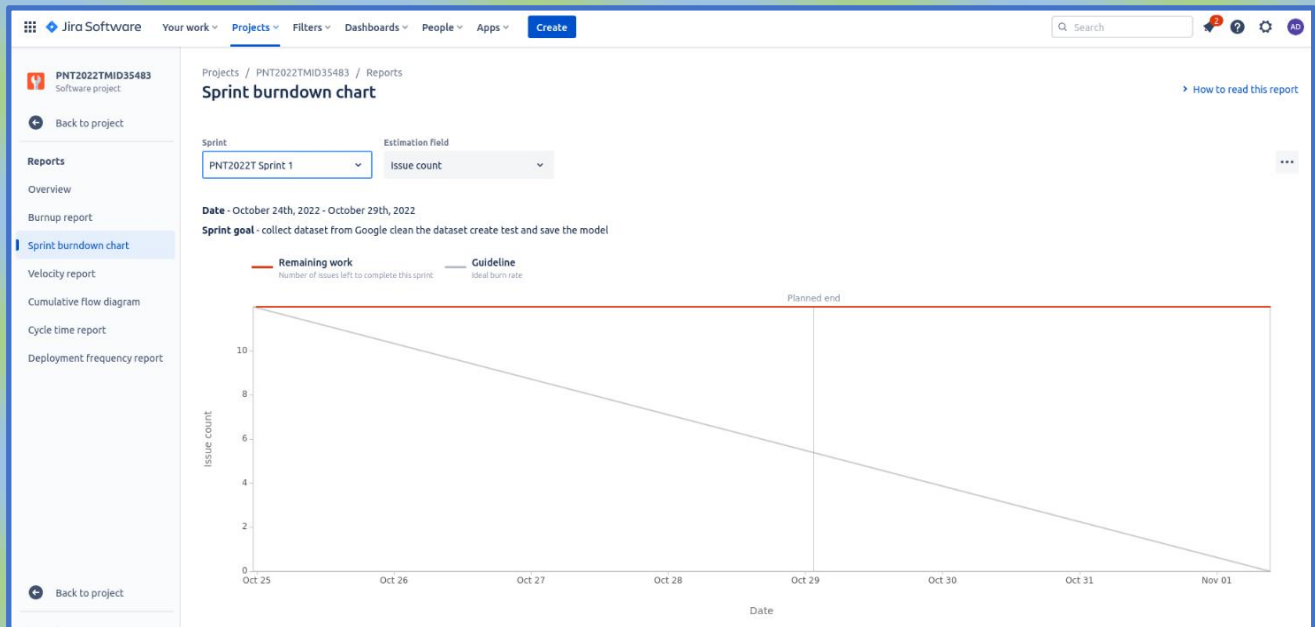 Jira Software Your work Projects Filters Dashboards People Apps Create Search 2 AD
PNT2022TMID35483
Software project
Back to project
Reports
Overview
Burnup report
Sprint burndown chart
Velocity report
Cumulative flow diagram
Cycle time report
Deployment frequency report
Back to project
Projects / PNT2022TMID35483 / Reports
Sprint burndown chart
How to read this report
Sprint Estimation field
PNT2022T Sprint 1 Issue count
Date - October 24th, 2022 - October 29th, 2022
Sprint goal - collect dataset from Google clean the dataset create test and save the model
Remaining work Guideline
Number of issues left to complete this sprint Ideal burn rate
Planned end
10
8
6
4
2
0
Issue count
Oct 25 Oct 26 Oct 27 Oct 28 Oct 29 Oct 30 Oct 31 Nov 01
Date